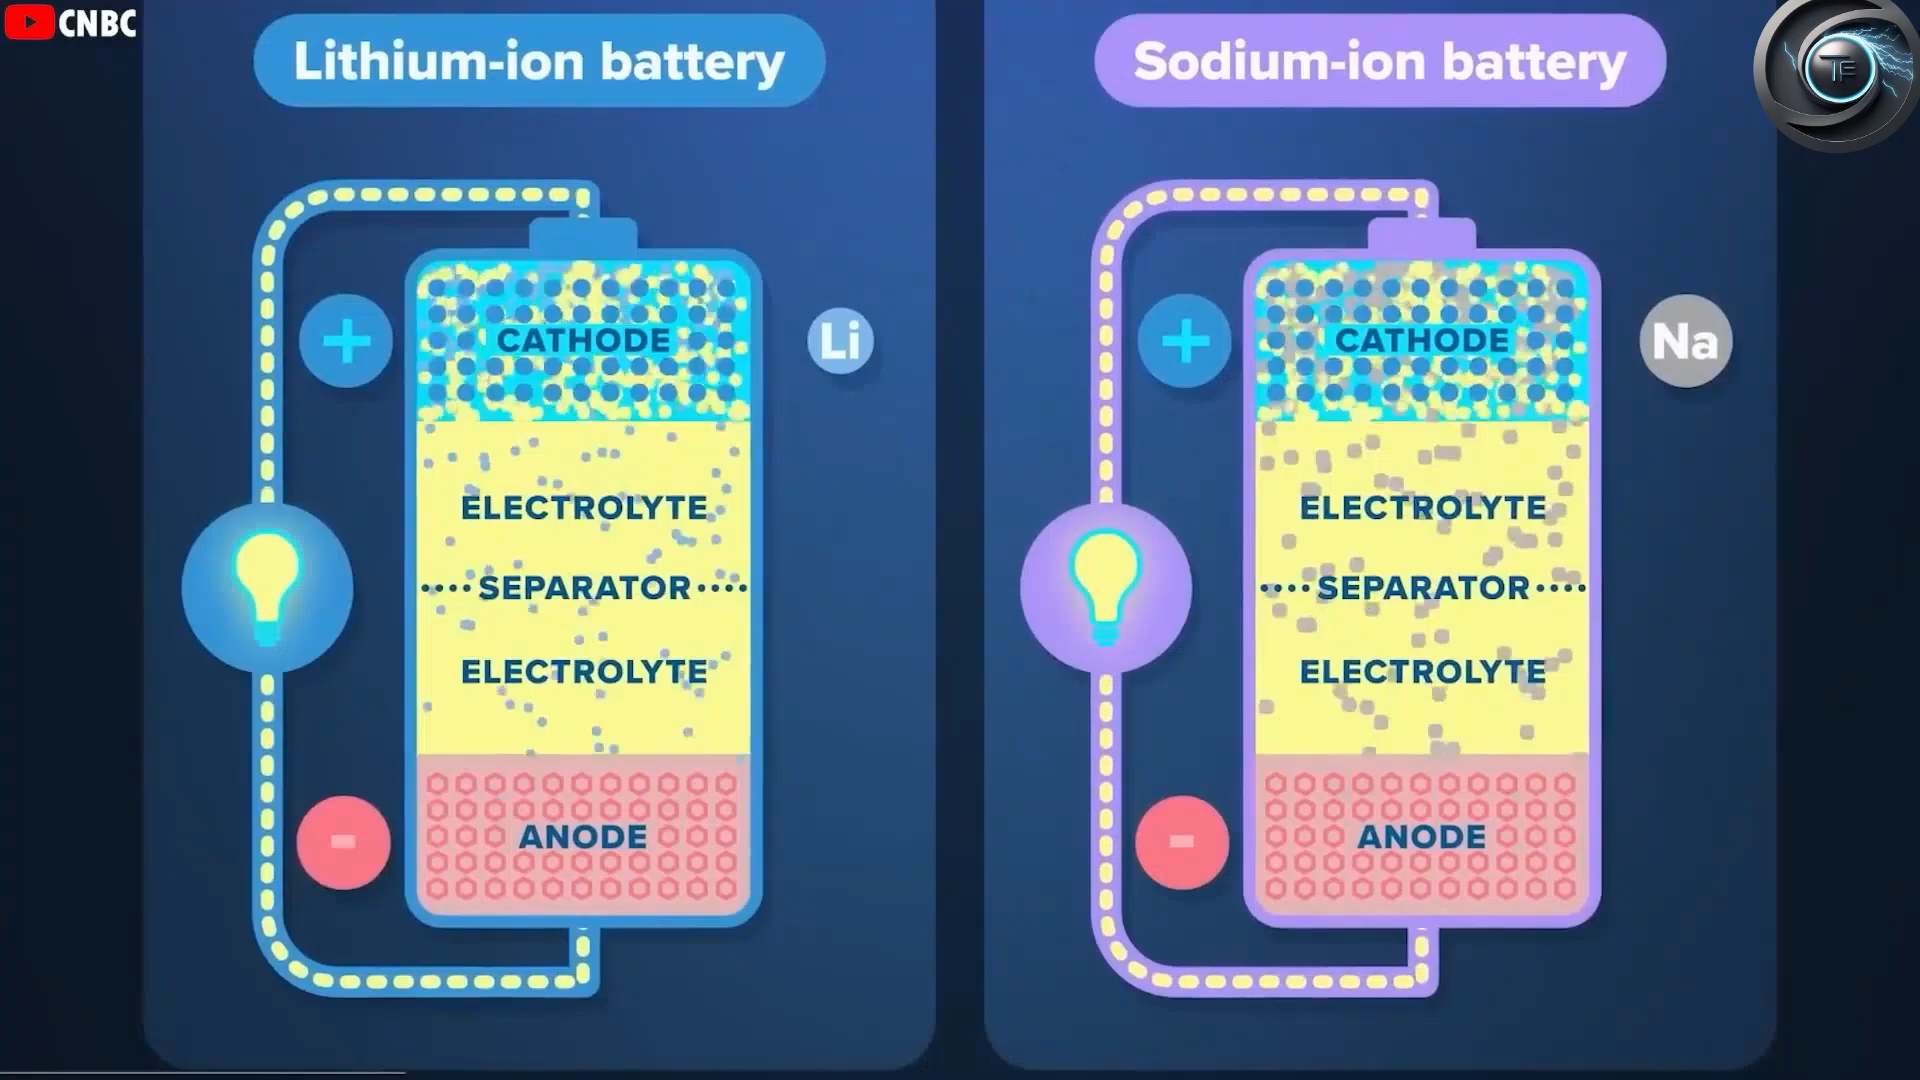 CNBC
Lithium-ion battery
+
CATHODE
Li
ELECTROLYTE
SEPARATOR
ELECTROLYTE
-
ANODE
Sodium-ion battery
+
CATHODE
Na
ELECTROLYTE
SEPARATOR
ELECTROLYTE
-
ANODE
TF